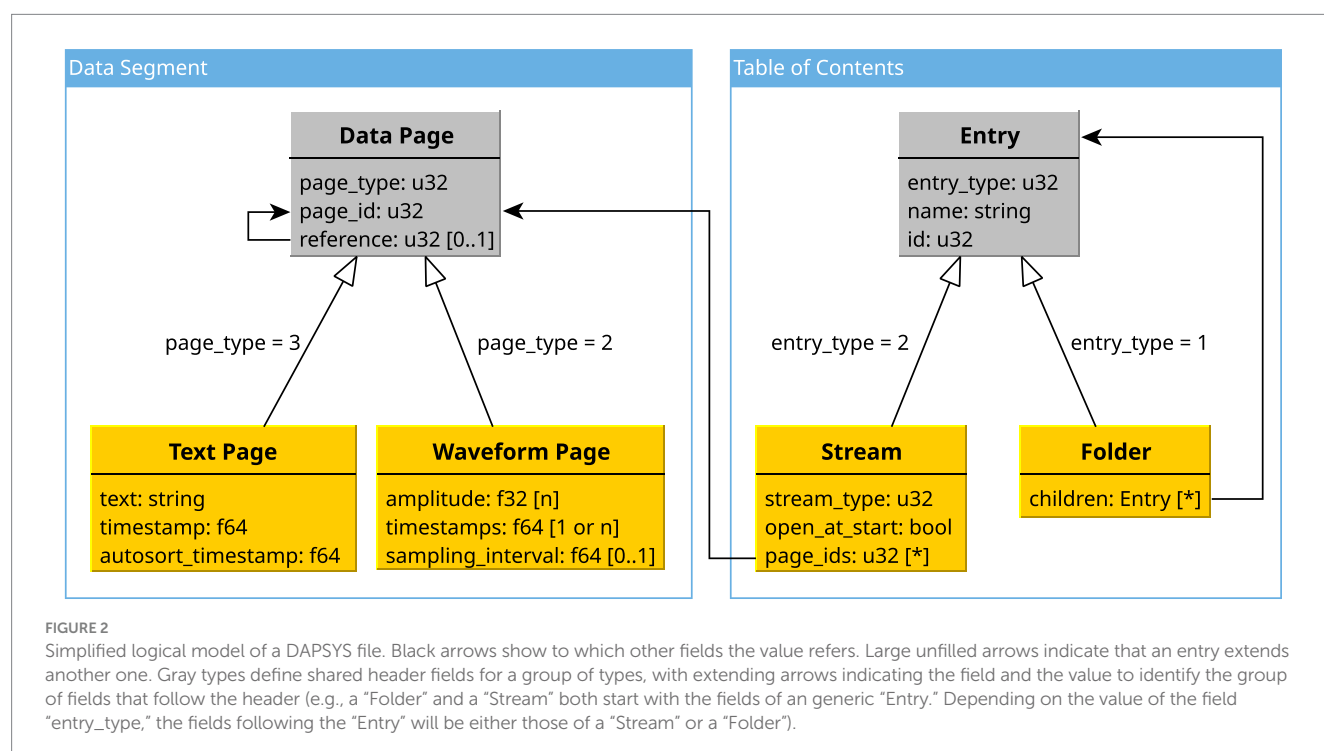 Data Segment
Data Page
page_type: u32
page_id: u32
reference: u32 [0..1]
page_type = 3
page_type = 2
Text Page
text: string
timestamp: f64
autosort_timestamp: f64
Waveform Page
amplitude: f32 [n]
timestamps: f64 [1 or n]
sampling_interval: f64 [0..1]
Table of Contents
Entry
entry_type: u32
name: string
id: u32
entry_type = 2
entry_type = 1
Stream
stream_type: u32
open_at_start: bool
page_ids: u32 [*]
Folder
children: Entry [*]
FIGURE 2
Simplified logical model of a DAPSYS file. Black arrows show to which other fields the value refers. Large unfilled arrows indicate that an entry extends
another one. Gray types define shared header fields for a group of types, with extending arrows indicating the field and the value to identify the group
of fields that follow the header (e.g., a “Folder” and a “Stream” both start with the fields of an generic “Entry.” Depending on the value of the field
“entry_type,” the fields following the “Entry” will be either those of a “Stream” or a “Folder”).